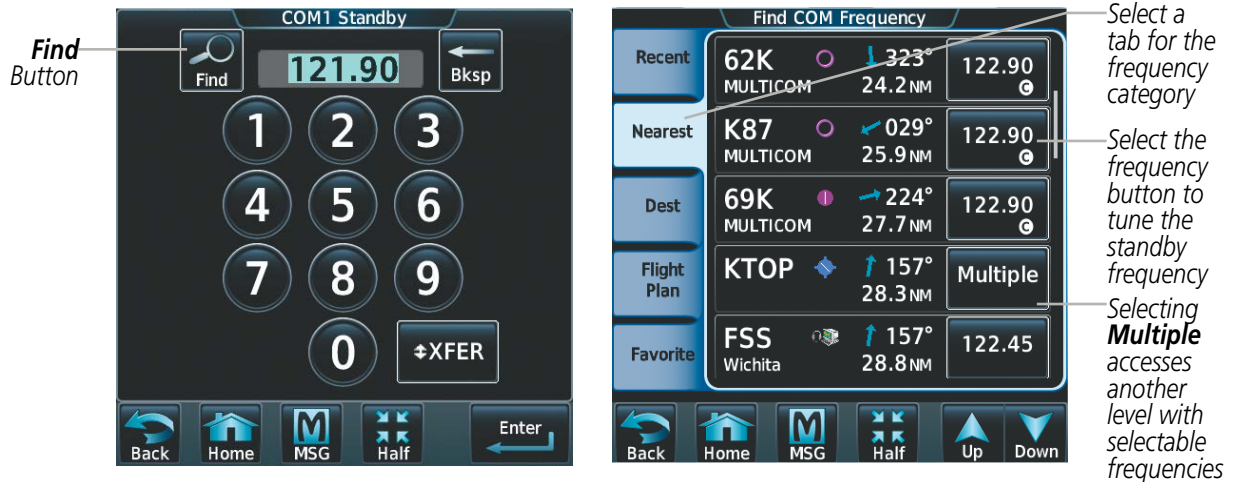 COM1 Standby
Find
Button
Find
121.90
Bksp
1 2 3
4 5 6
7 8 9
0 XFER
Back Home MSG Half Enter
Find COM Frequency
Recent
Nearest
Dest
Flight
Plan
Favorite
62K 323° 122.90
MULTICOM 24.2NM C
K87 029° 122.90
MULTICOM 25.9NM C
69K 224° 122.90
MULTICOM 27.7NM C
KTOP 157° Multiple
28.3NM
FSS 157° 122.45
Wichita 28.8NM
Back Home MSG Half Up Down
Select a
tab for the
frequency
category
Select the
frequency
button to
tune the
standby
frequency
Selecting
Multiple
accesses
another
level with
selectable
frequencies